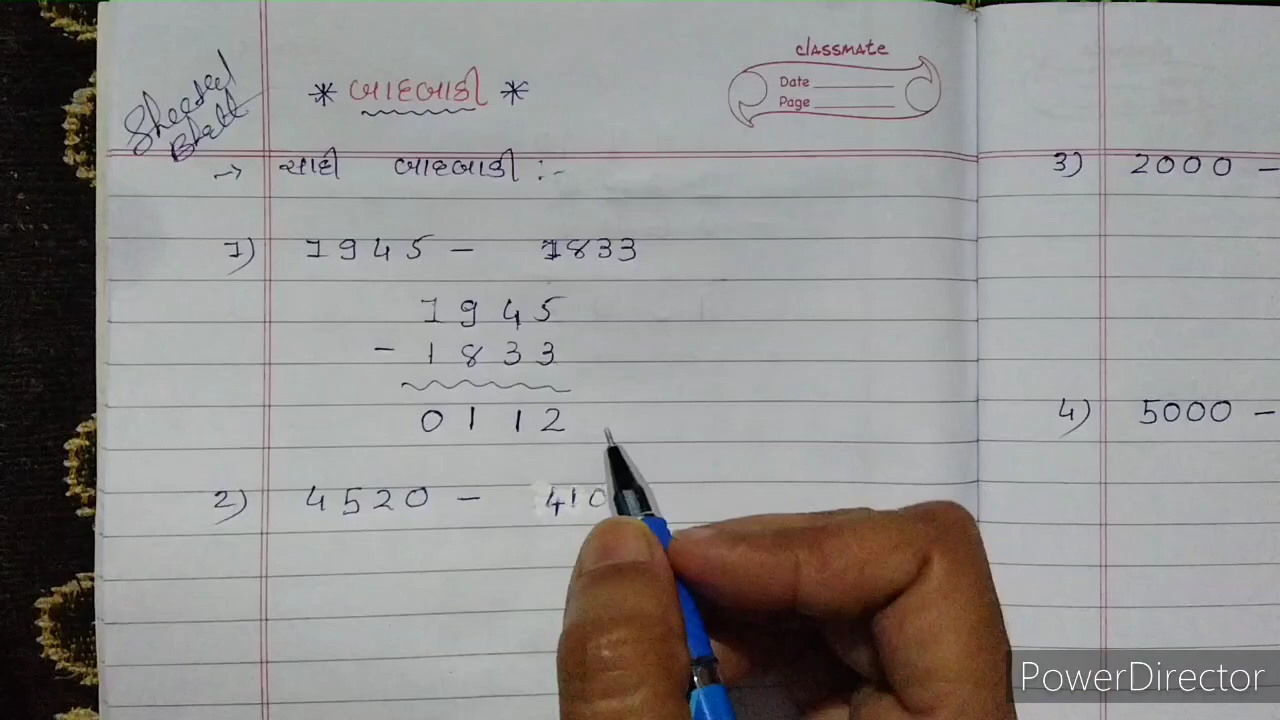 Sheetal
Bhatt
* બાદબાકી *
classmate
Date
Page
→ સાદી બાદબાકી :-
1) 1945 - 1833
1945
- 1833
0112
2) 4520 - 410
3) 2000 -
4) 5000 -
PowerDirector